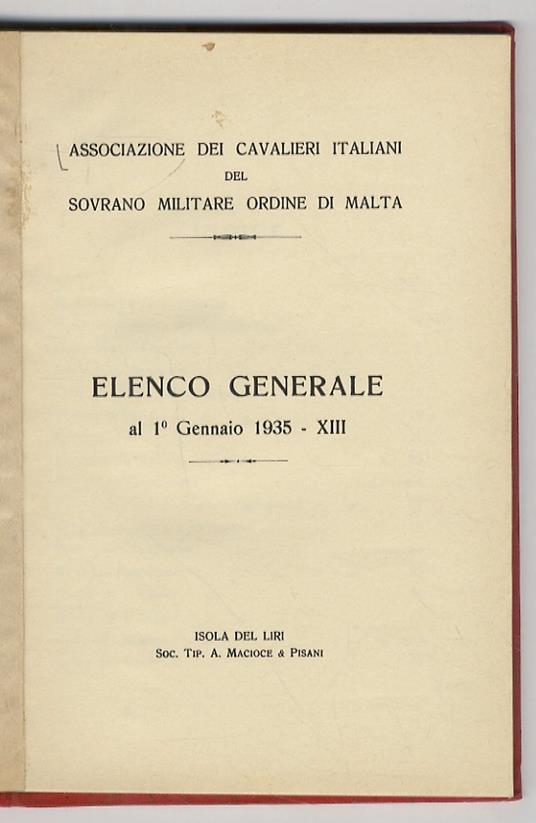 ASSOCIAZIONE DEI CAVALIERI ITALIANI
DEL
SOVRANO MILITARE ORDINE DI MALTA
ELENCO GENERALE
al 1º Gennaio 1935 - XIII
ISOLA DEL LIRI
SOC. TIP. A. MACIOCE & PISANI